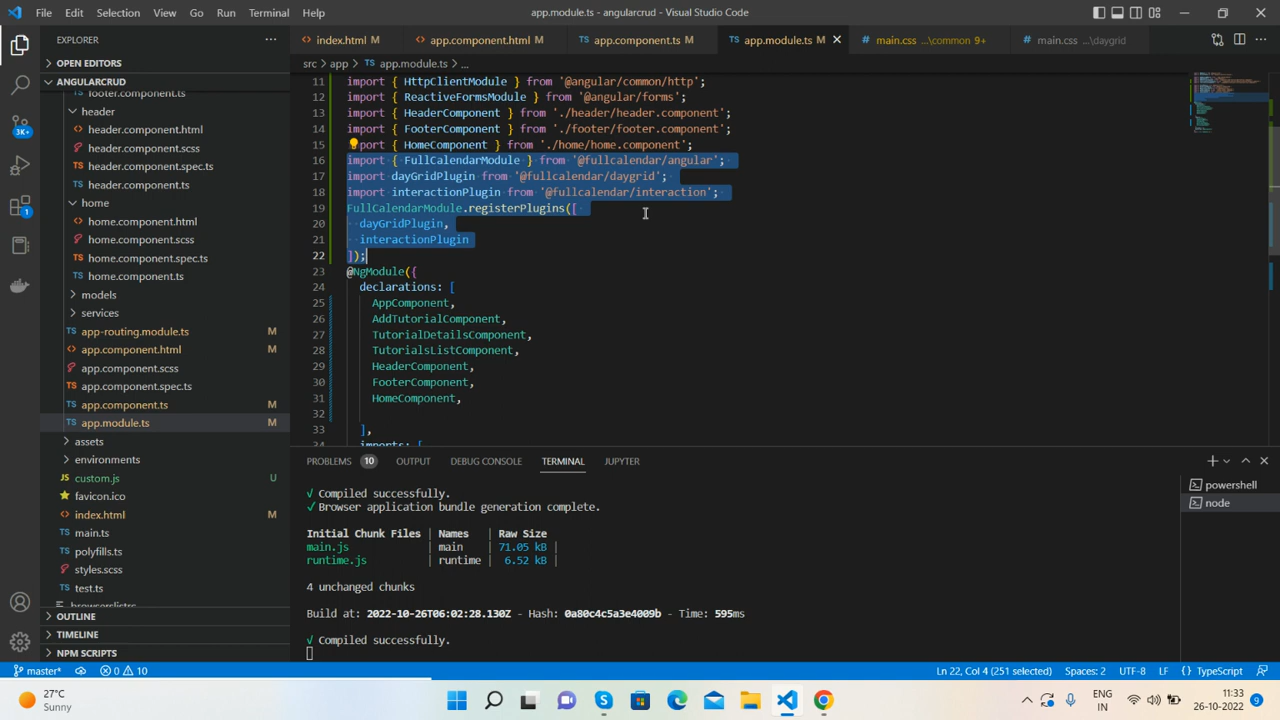 File Edit Selection View Go Run Terminal Help
app.module.ts - angularcrud - Visual Studio Code
EXPLORER
OPEN EDITORS
ANGULARCRUD
footer.component.ts
header
header.component.html
header.component.scss
header.component.spec.ts
header.component.ts
home
home.component.html
home.component.scss
home.component.spec.ts
home.component.ts
models
services
app-routing.module.ts M
app.component.html M
app.component.scss
app.component.spec.ts
app.component.ts M
app.module.ts M
assets
environments
custom.js U
favicon.ico
index.html M
main.ts
polyfills.ts
styles.scss
test.ts
browserslistrc
OUTLINE
TIMELINE
NPM SCRIPTS
3K+
1
index.html M app.component.html M app.component.ts M app.module.ts M main.css ...\common 9+ main.css ...\daygrid
src > app > app.module.ts > ...
11 import { HttpClientModule } from '@angular/common/http';
12 import { ReactiveFormsModule } from '@angular/forms';
13 import { HeaderComponent } from './header/header.component';
14 import { FooterComponent } from './footer/footer.component';
15 import { HomeComponent } from './home/home.component';
16 import { FullCalendarModule } from '@fullcalendar/angular';
17 import dayGridPlugin from '@fullcalendar/daygrid';
18 import interactionPlugin from '@fullcalendar/interaction';
19 FullCalendarModule.registerPlugins([
20 dayGridPlugin,
21 interactionPlugin
22 ]);
23 @NgModule({
24 declarations: [
25 AppComponent,
26 AddTutorialComponent,
27 TutorialDetailsComponent,
28 TutorialsListComponent,
29 HeaderComponent,
30 FooterComponent,
31 HomeComponent,
32
33 ],
34 imports: [
PROBLEMS 10 OUTPUT DEBUG CONSOLE TERMINAL JUPYTER
powershell
node
√ Compiled successfully.
√ Browser application bundle generation complete.
Initial Chunk Files | Names | Raw Size
main.js | main | 71.05 kB |
runtime.js | runtime | 6.52 kB |
4 unchanged chunks
Build at: 2022-10-26T06:02:28.130Z - Hash: 0a80c4c5a3e4009b - Time: 595ms
√ Compiled successfully.
master* 0 10 Ln 22, Col 4 (251 selected) Spaces: 2 UTF-8 LF { } TypeScript
27°C
Sunny
ENG
IN
11:33
26-10-2022
9